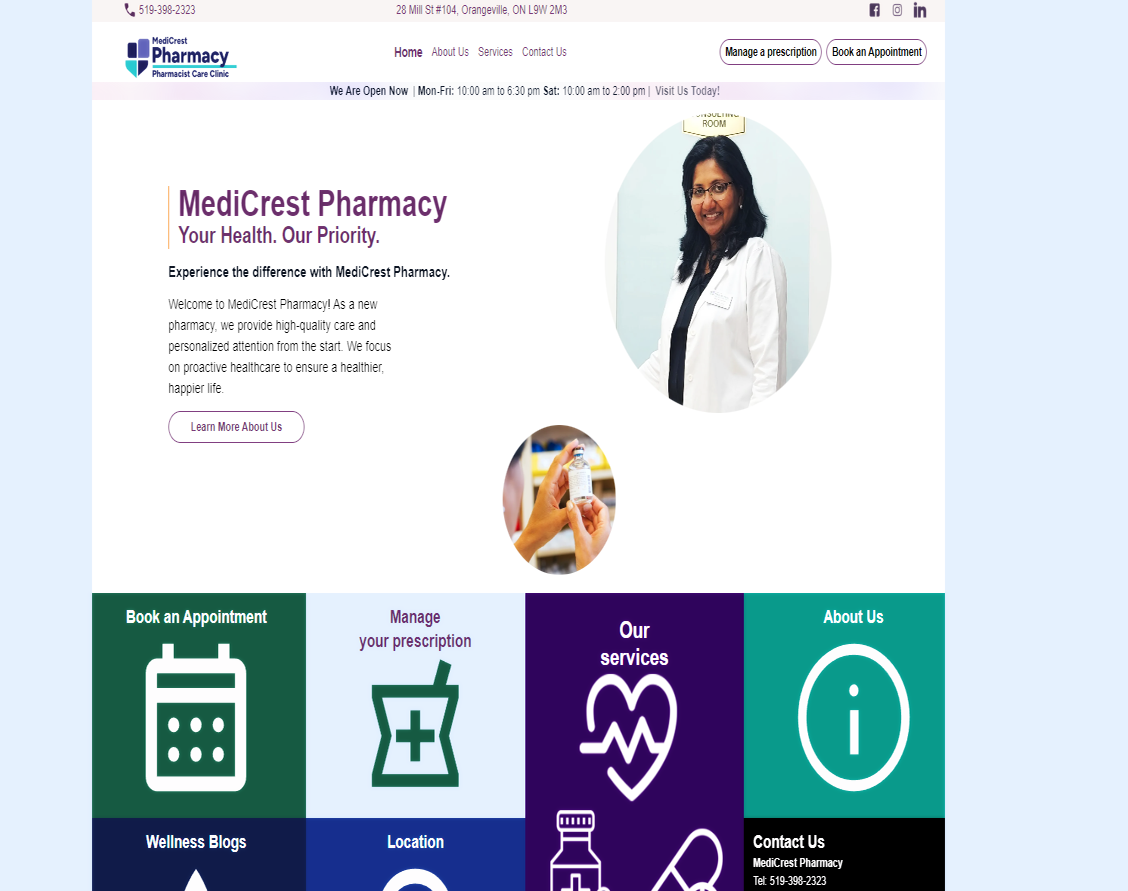 519-398-2323
28 Mill St #104, Orangeville, ON L9W 2M3
MediCrest
Pharmacy
Pharmacist Care Clinic
Home About Us Services Contact Us
Manage a prescription
Book an Appointment
We Are Open Now | Mon-Fri: 10:00 am to 6:30 pm Sat: 10:00 am to 2:00 pm | Visit Us Today!
CONSULTING
ROOM
MediCrest Pharmacy
Your Health. Our Priority.
Experience the difference with MediCrest Pharmacy.
Welcome to MediCrest Pharmacy! As a new
pharmacy, we provide high-quality care and
personalized attention from the start. We focus
on proactive healthcare to ensure a healthier,
happier life.
Learn More About Us
Book an Appointment
Manage
your prescription
Our
services
About Us
Wellness Blogs
Location
Contact Us
MediCrest Pharmacy
Tel: 519-398-2323